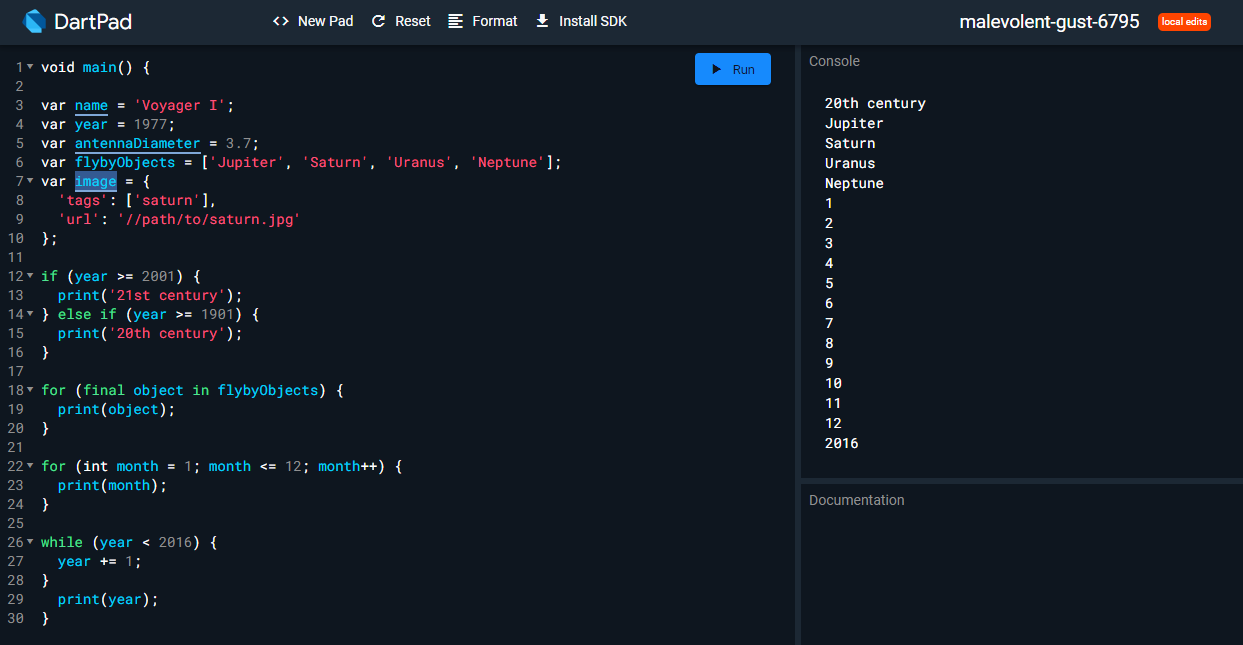 DartPad
<> New Pad
Reset
Format
Install SDK
malevolent-gust-6795
local edits
Run
1 void main() {
2
3 var name = 'Voyager I';
4 var year = 1977;
5 var antennaDiameter = 3.7;
6 var flybyObjects = ['Jupiter', 'Saturn', 'Uranus', 'Neptune'];
7 var image = {
8   'tags': ['saturn'],
9   'url': '//path/to/saturn.jpg'
10 };
11
12 if (year >= 2001) {
13   print('21st century');
14 } else if (year >= 1901) {
15   print('20th century');
16 }
17
18 for (final object in flybyObjects) {
19   print(object);
20 }
21
22 for (int month = 1; month <= 12; month++) {
23   print(month);
24 }
25
26 while (year < 2016) {
27   year += 1;
28 }
29   print(year);
30 }
Console
20th century
Jupiter
Saturn
Uranus
Neptune
1
2
3
4
5
6
7
8
9
10
11
12
2016
Documentation